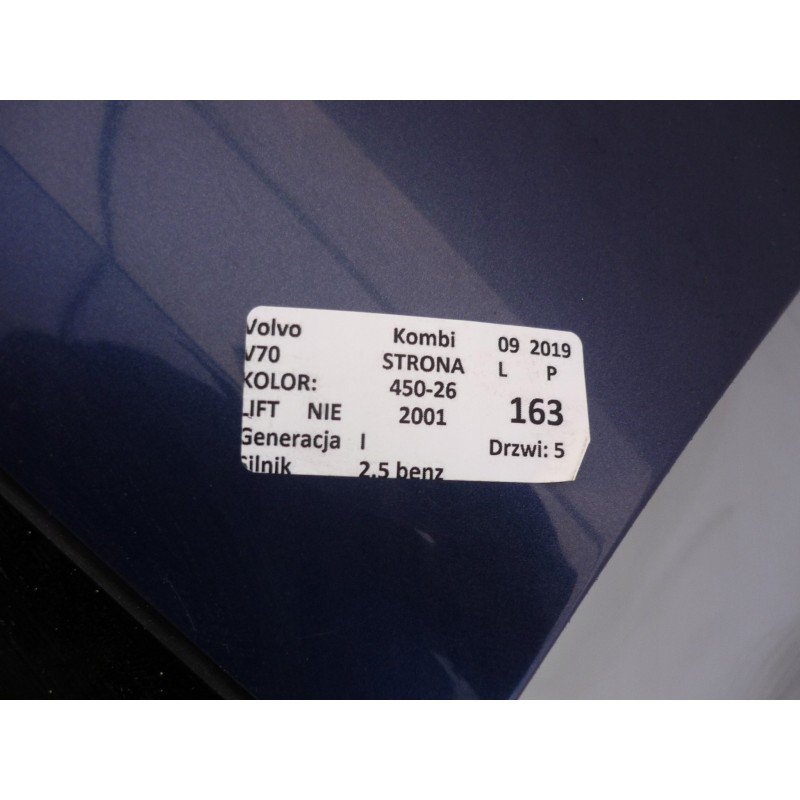 Volvo Kombi 09 2019
V70 STRONA L P
KOLOR: 450-26
LIFT NIE 2001 163
Generacja I Drzwi: 5
Silnik 2.5 benz